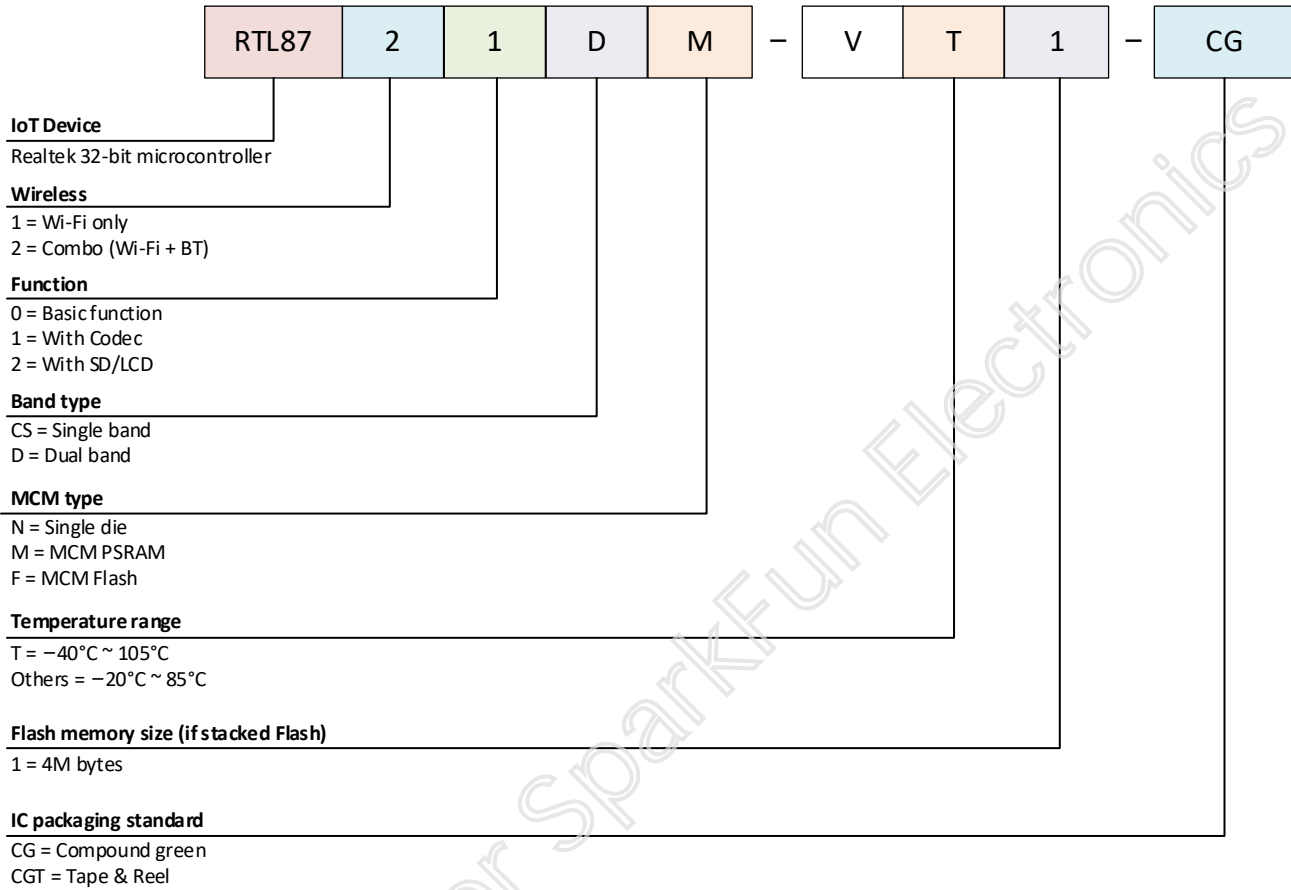 RTL87 2 1 D M – V T 1 – CG
IoT Device
Realtek 32-bit microcontroller
Wireless
1 = Wi-Fi only
2 = Combo (Wi-Fi + BT)
Function
0 = Basic function
1 = With Codec
2 = With SD/LCD
Band type
CS = Single band
D = Dual band
MCM type
N = Single die
M = MCM PSRAM
F = MCM Flash
Temperature range
T = −40°C ~ 105°C
Others = −20°C ~ 85°C
Flash memory size (if stacked Flash)
1 = 4M bytes
IC packaging standard
CG = Compound green
CGT = Tape & Reel
SparkFun Electronics